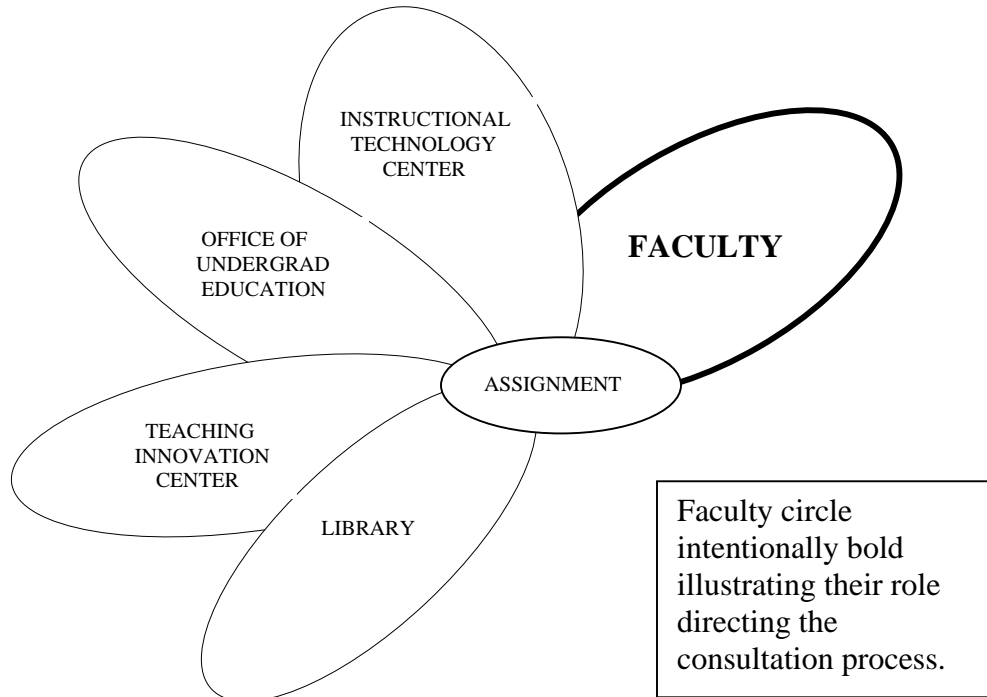 INSTRUCTIONAL
TECHNOLOGY
CENTER
FACULTY
OFFICE OF
UNDERGRAD
EDUCATION
ASSIGNMENT
TEACHING
INNOVATION
CENTER
LIBRARY
Faculty circle
intentionally bold
illustrating their role
directing the
consultation process.